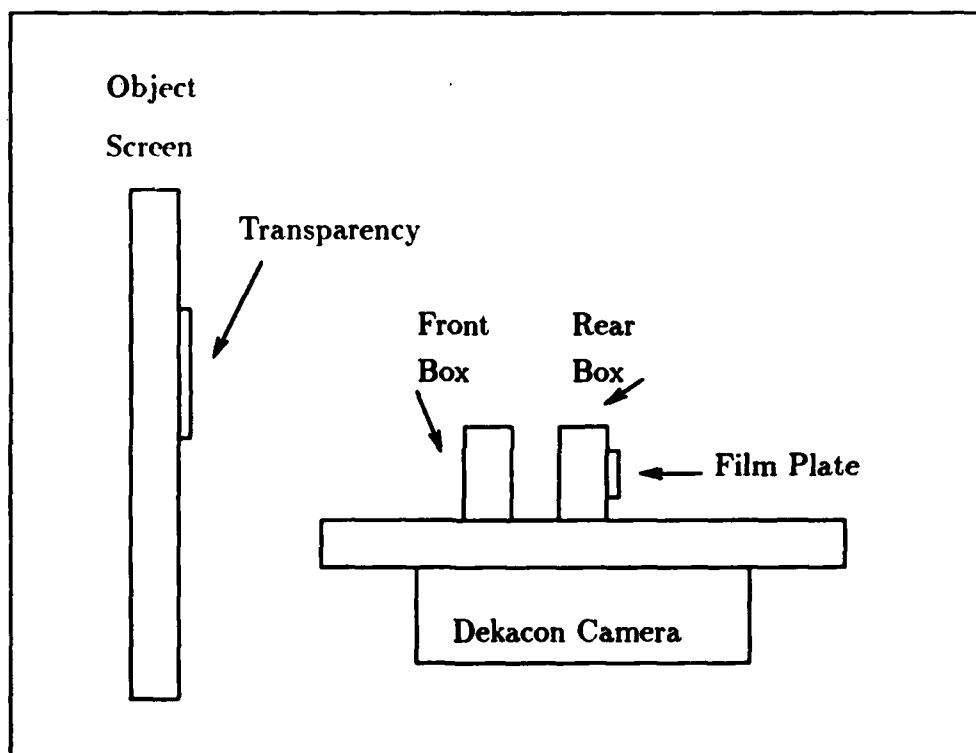 Object
Screen
Transparency
Front
Box
Rear
Box
Film Plate
Dekacon Camera